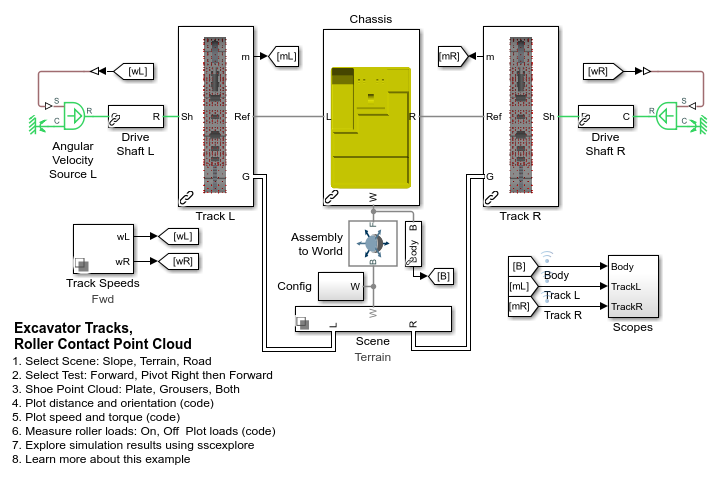 Chassis
[wL]
m
[mL]
[mR]
m
[wR]
S
R
C
R
Sh
Ref
L
R
Ref
Sh
C
R
S
C
Angular
Velocity
Source L
Drive
Shaft L
G
Track L
W
G
Track R
Drive
Shaft R
wL
[wL]
wR
[wR]
Track Speeds
Fwd
Assembly
to World
F
B
B
Body
[B]
Config
W
W
L
R
Scene
Terrain
[B]
Body
Body
[mL]
TrackL
Track L
[mR]
TrackR
Track R
Scopes
Excavator Tracks,
Roller Contact Point Cloud
1. Select Scene: Slope, Terrain, Road
2. Select Test: Forward, Pivot Right then Forward
3. Shoe Point Cloud: Plate, Grousers, Both
4. Plot distance and orientation (code)
5. Plot speed and torque (code)
6. Measure roller loads: On, Off  Plot loads (code)
7. Explore simulation results using sscexplore
8. Learn more about this example